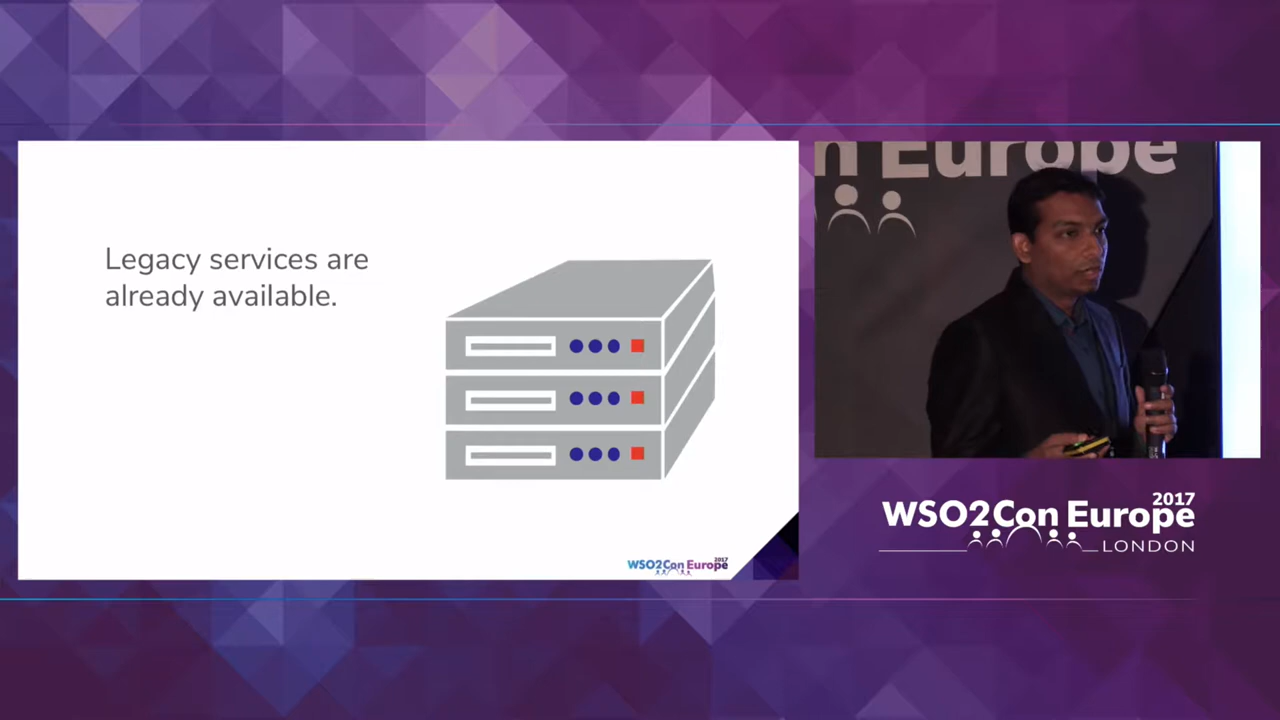 Legacy services are
already available.
WSO2Con Europe 2017
n Europe
2017
WSO2Con Europe
LONDON